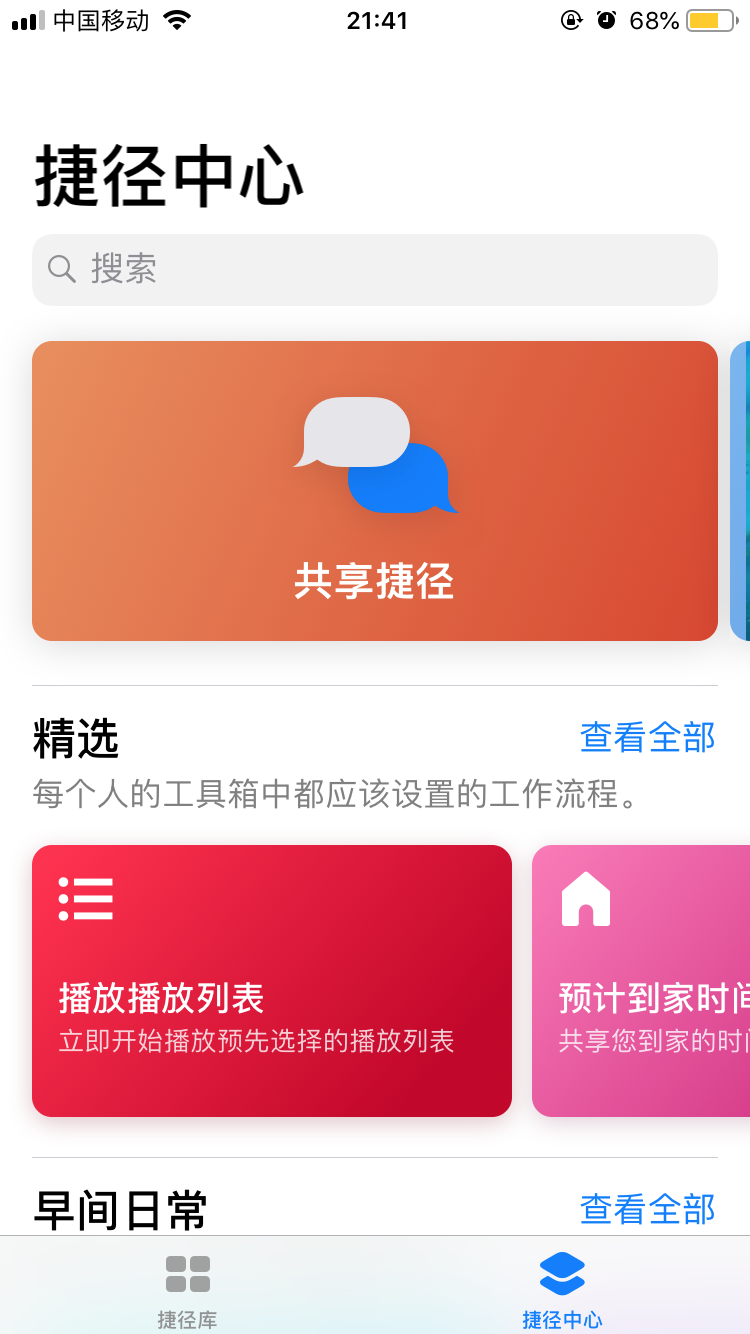 中国移动 21:41 68%
捷径中心
搜索
共享捷径
精选 查看全部
每个人的工具箱中都应该设置的工作流程。
播放播放列表 预计到家时间
立即开始播放预先选择的播放列表 共享您到家的时间
早间日常 查看全部
捷径库 捷径中心